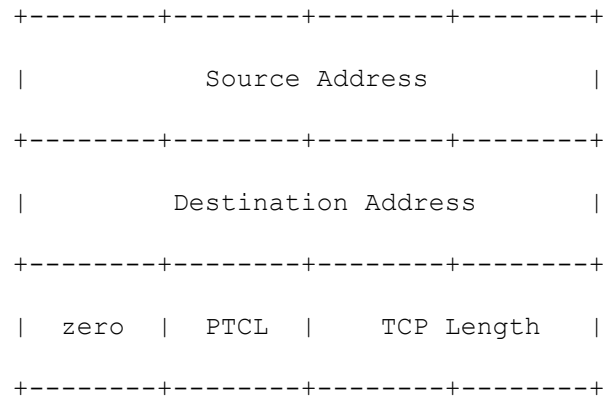 +--------+--------+--------+--------+
|           Source Address          |
+--------+--------+--------+--------+
|         Destination Address       |
+--------+--------+--------+--------+
|  zero  |  PTCL  |    TCP Length   |
+--------+--------+--------+--------+